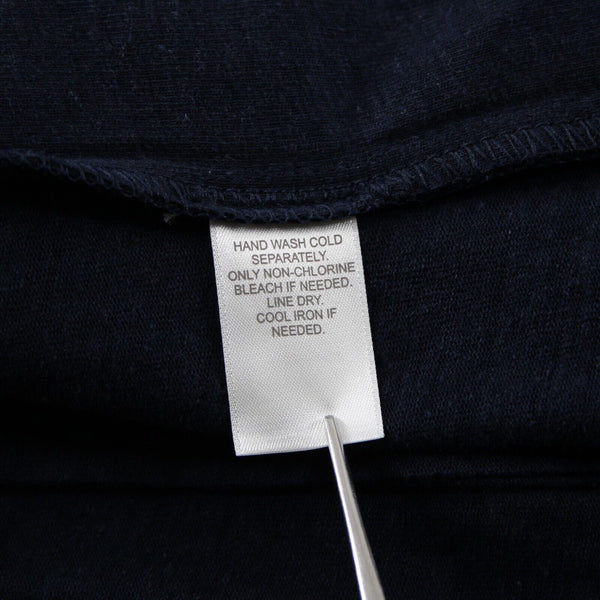 HAND WASH COLD
SEPARATELY.
ONLY NON-CHLORINE
BLEACH IF NEEDED.
LINE DRY.
COOL IRON IF
NEEDED.